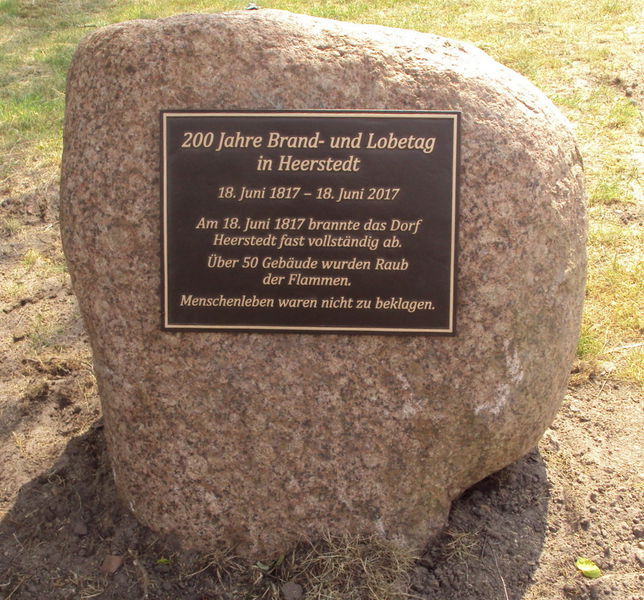 200 Jahre Brand- und Lobetag
in Heerstedt
18. Juni 1817 – 18. Juni 2017
Am 18. Juni 1817 brannte das Dorf
Heerstedt fast vollständig ab.
Über 50 Gebäude wurden Raub
der Flammen.
Menschenleben waren nicht zu beklagen.